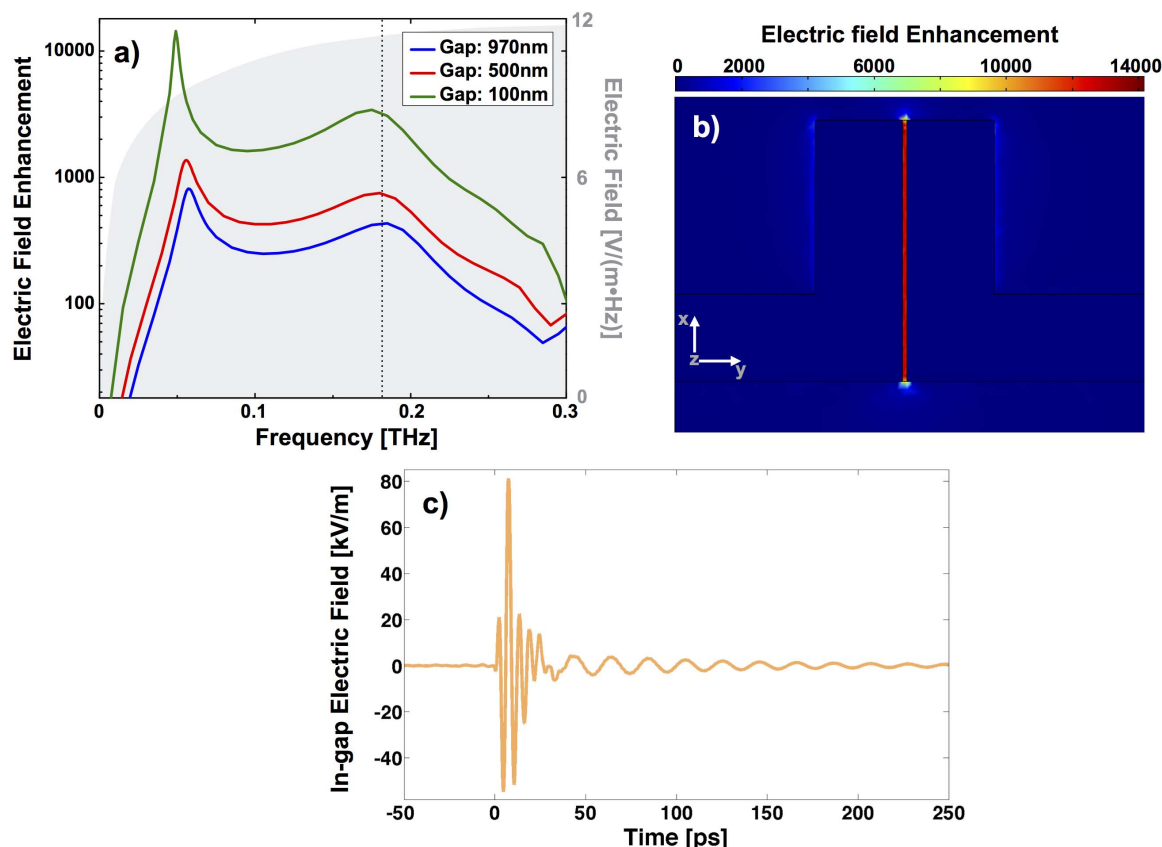 a)
Gap: 970nm
Gap: 500nm
Gap: 100nm
10000
1000
100
Electric Field Enhancement
0
0.1
0.2
0.3
Frequency [THz]
12
6
0
Electric Field [V/(m•Hz)]
Electric field Enhancement
0
2000
6000
10000
14000
b)
x
z
y
c)
80
60
40
20
0
-20
-40
In-gap Electric Field [kV/m]
-50
0
50
100
150
200
250
Time [ps]